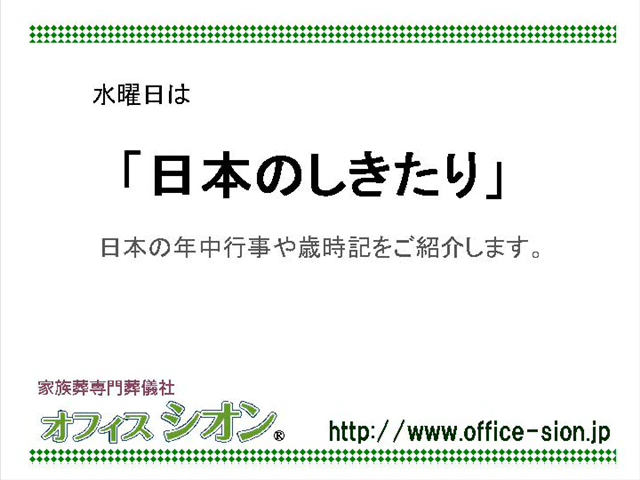 水曜日は
「日本のしきたり」
日本の年中行事や歳時記をご紹介します。
家族葬専門葬儀社
オフィスシオン®
http://www.office-sion.jp